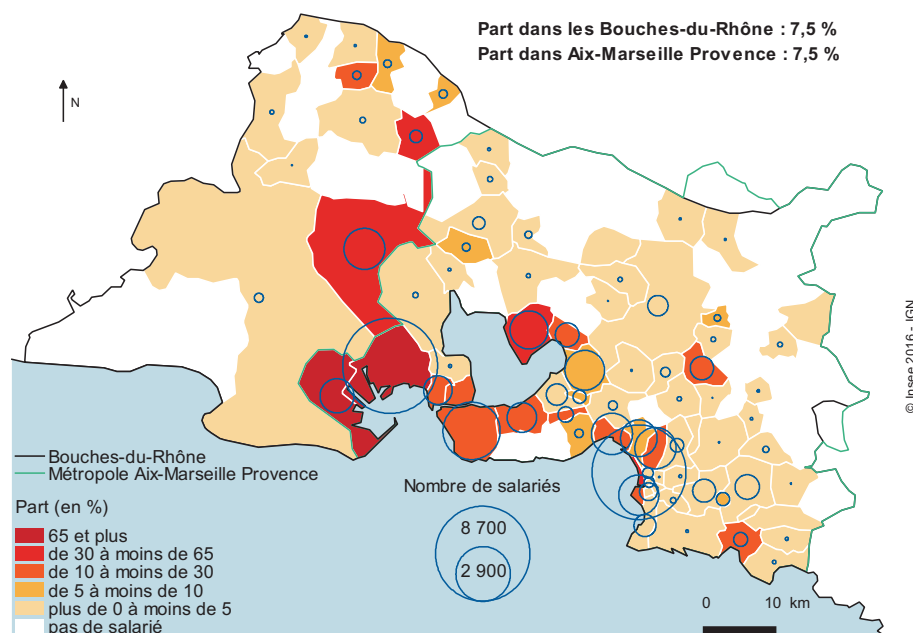 Part dans les Bouches-du-Rhône : 7,5 %
Part dans Aix-Marseille Provence : 7,5 %
N
© Insee 2016 - IGN
Bouches-du-Rhône
Métropole Aix-Marseille Provence
Part (en %)
65 et plus
de 30 à moins de 65
de 10 à moins de 30
de 5 à moins de 10
plus de 0 à moins de 5
pas de salarié
Nombre de salariés
8 700
2 900
0 10 km